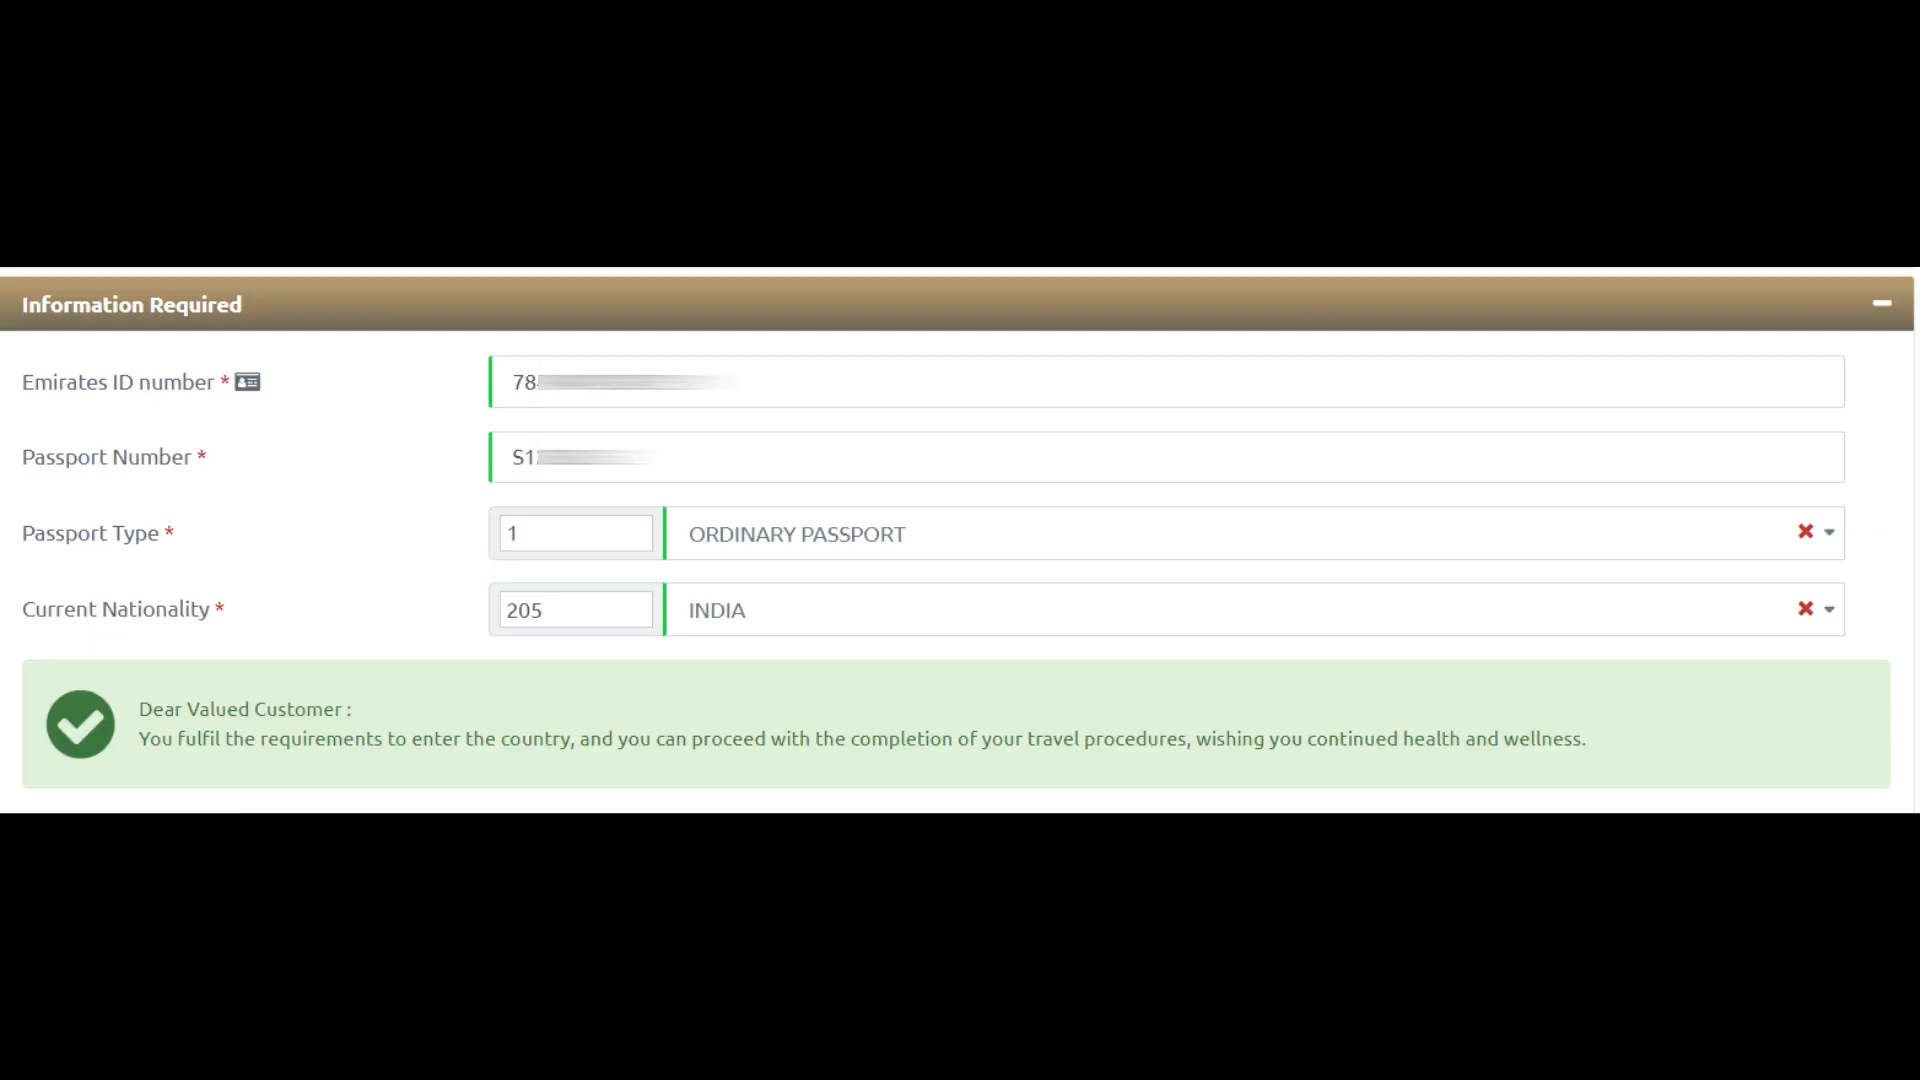 Information Required
Emirates ID number * 78
Passport Number * S1
Passport Type * 1 ORDINARY PASSPORT
Current Nationality * 205 INDIA
Dear Valued Customer :
You fulfil the requirements to enter the country, and you can proceed with the completion of your travel procedures, wishing you continued health and wellness.